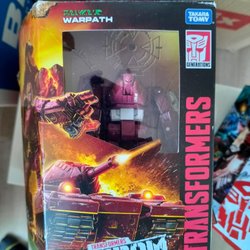 WARPATH
TAKARA
TOMY
GENERATIONS
TRANSFORMERS
TRANSFORMERS